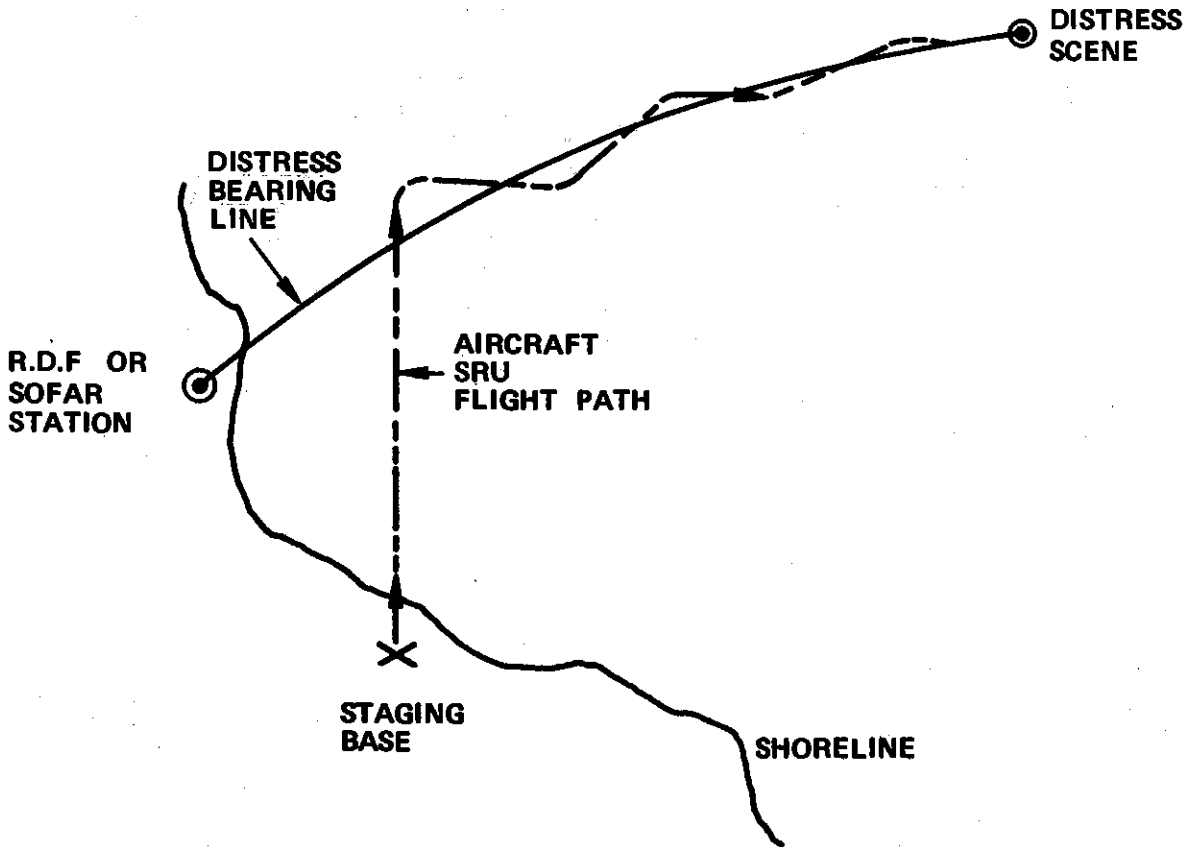 DISTRESS
SCENE
DISTRESS
BEARING
LINE
R.D.F OR
SOFAR
STATION
AIRCRAFT
SRU
FLIGHT PATH
STAGING
BASE
SHORELINE